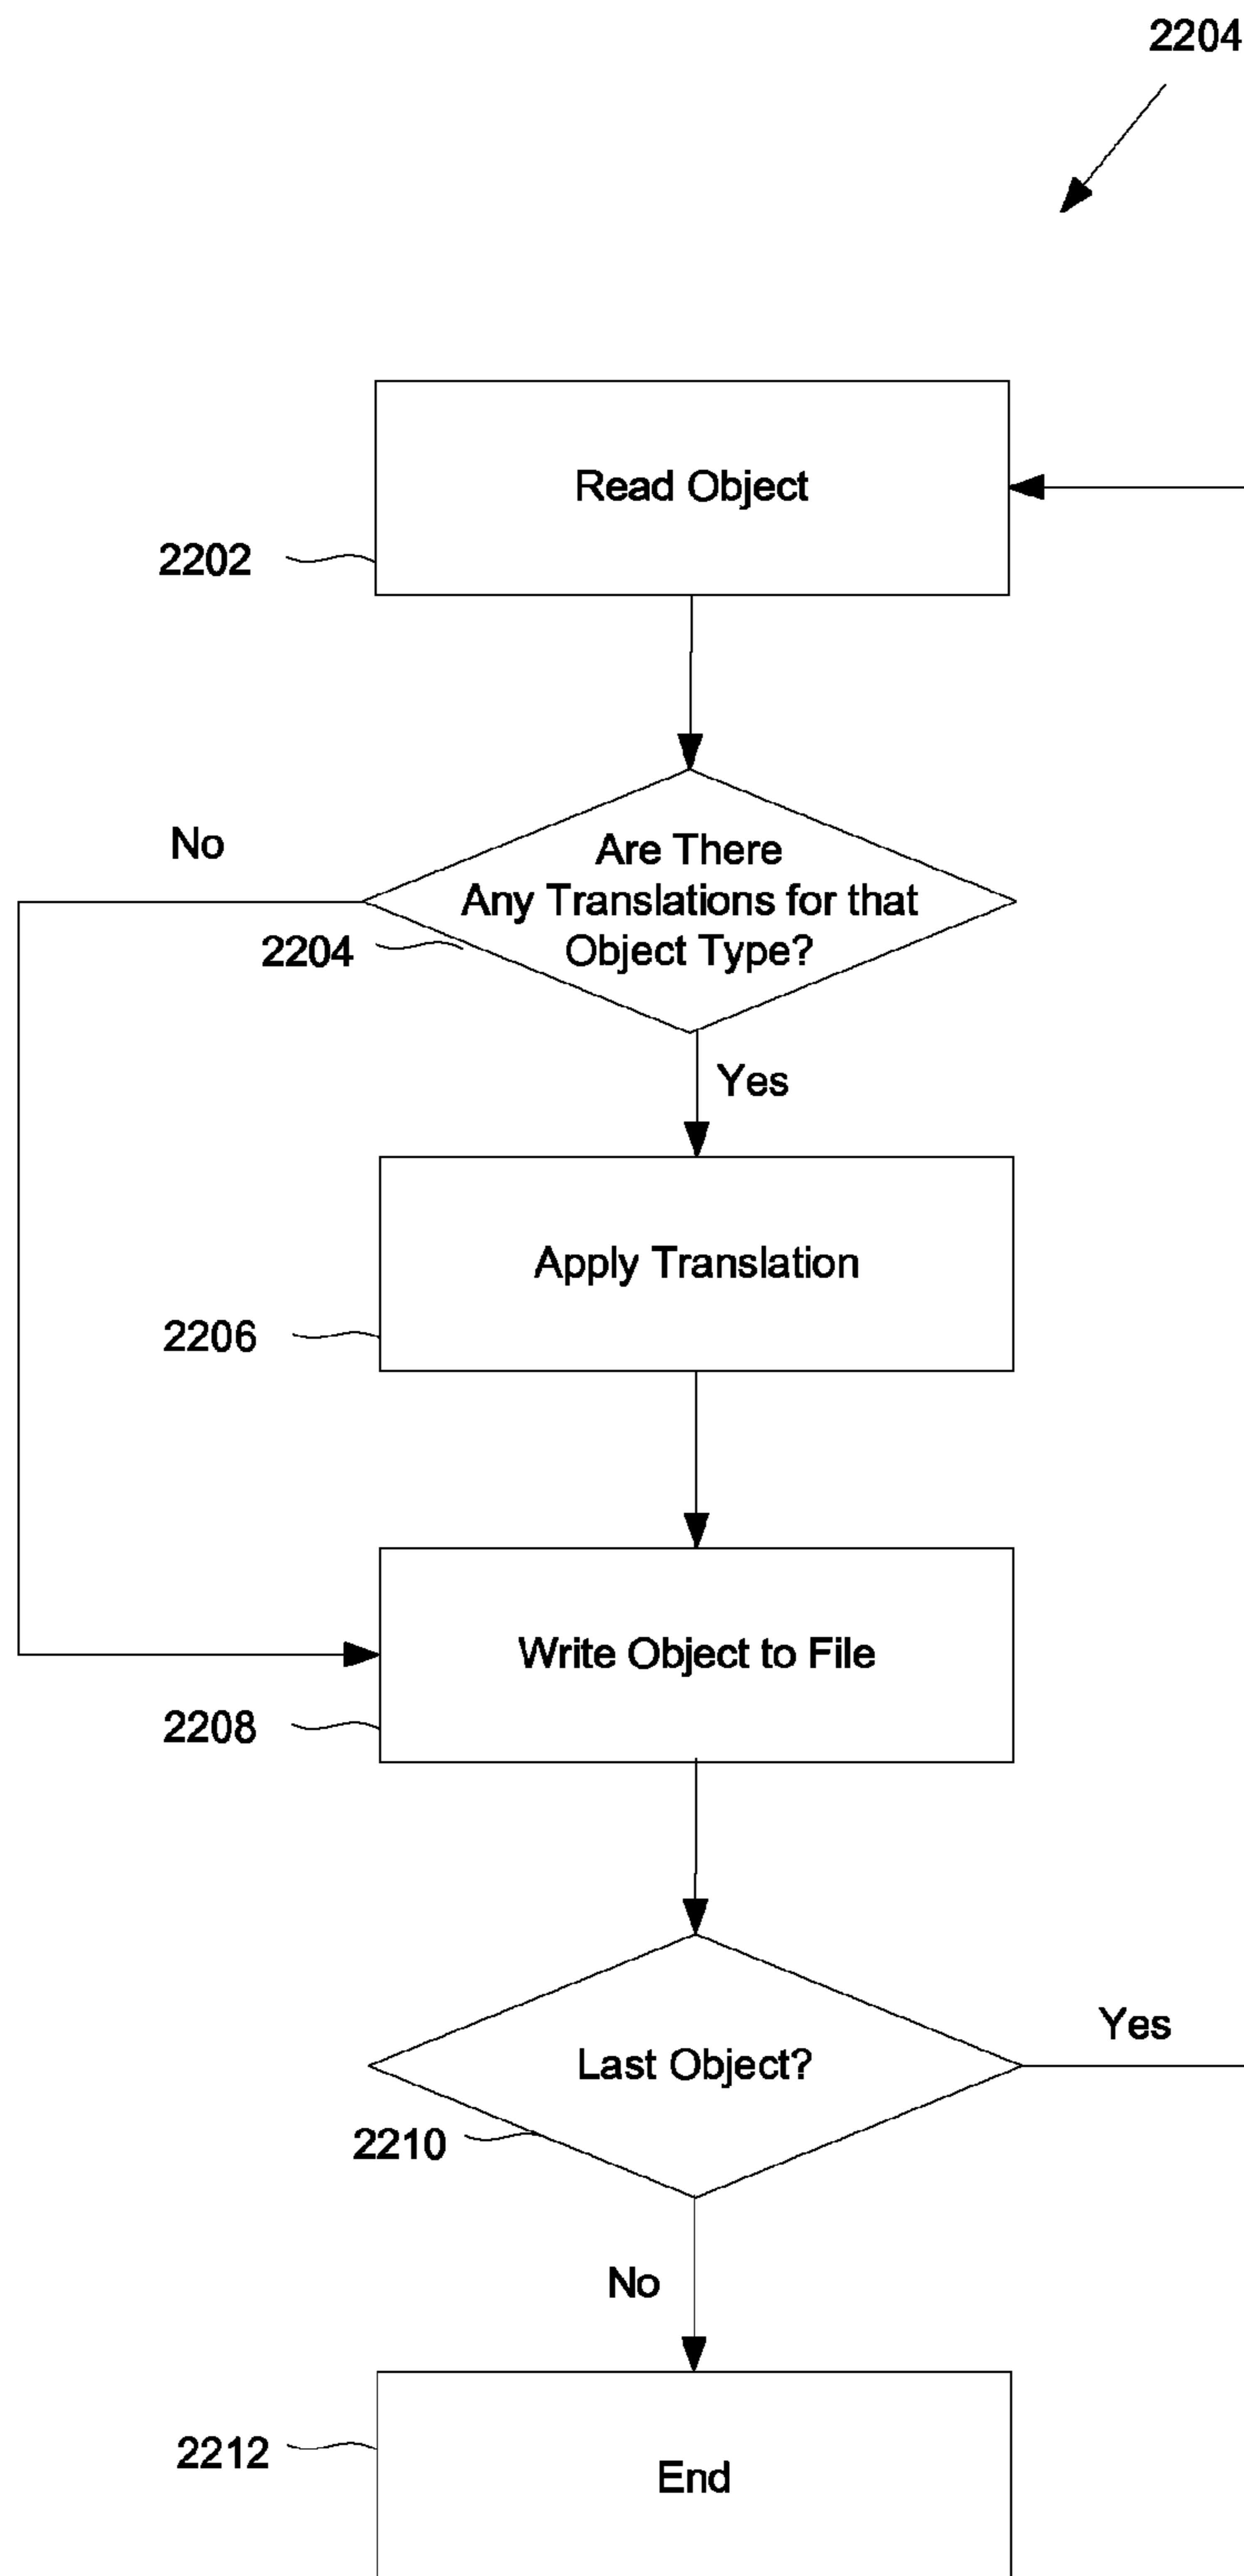 2204
Read Object
2202
No
Are There
Any Translations for that
Object Type?
2204
Yes
Apply Translation
2206
Write Object to File
2208
Yes
Last Object?
2210
No
2212
End